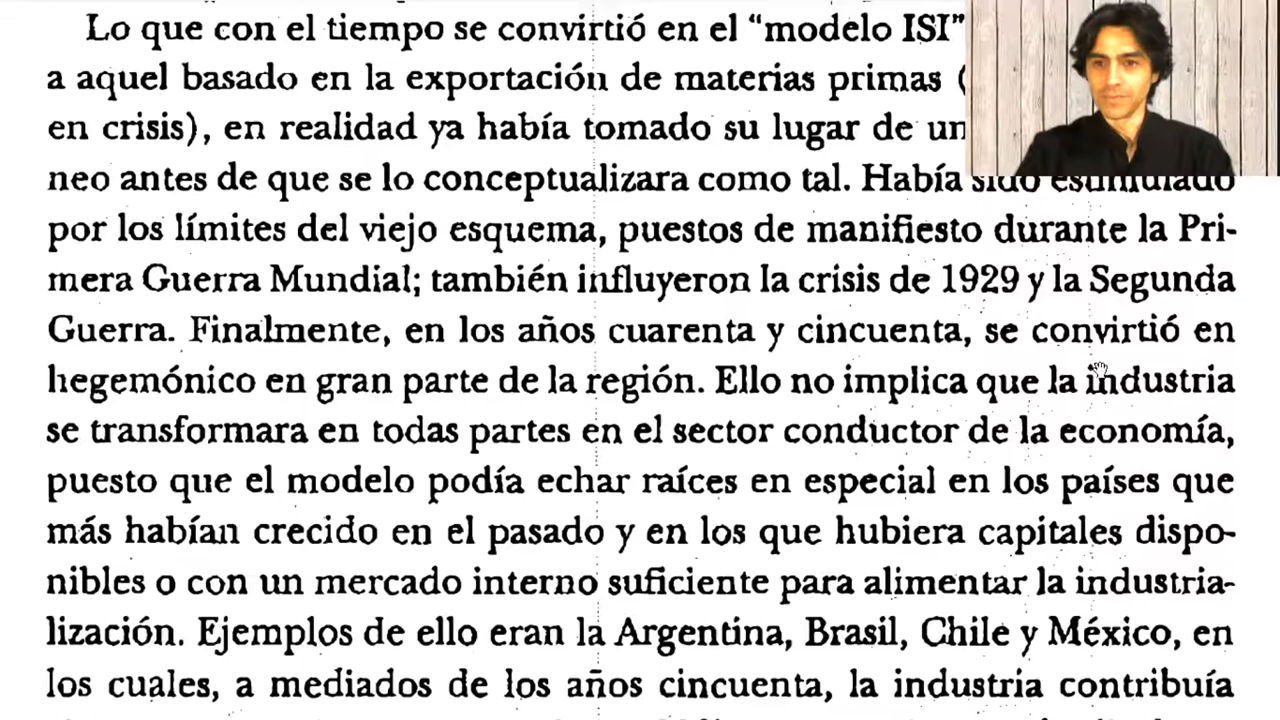 Lo que con el tiempo se convirtió en el “modelo ISI”
a aquel basado en la exportación de materias primas (
en crisis), en realidad ya había tomado su lugar de un
neo antes de que se lo conceptualizara como tal. Había sido estimulado
por los límites del viejo esquema, puestos de manifiesto durante la Pri-
mera Guerra Mundial; también influyeron la crisis de 1929 y la Segunda
Guerra. Finalmente, en los años cuarenta y cincuenta, se convirtió en
hegemónico en gran parte de la región. Ello no implica que la industria
se transformara en todas partes en el sector conductor de la economía,
puesto que el modelo podía echar raíces en especial en los países que
más habían crecido en el pasado y en los que hubiera capitales dispo-
nibles o con un mercado interno suficiente para alimentar la industria-
lización. Ejemplos de ello eran la Argentina, Brasil, Chile y México, en
los cuales, a mediados de los años cincuenta, la industria contribuía